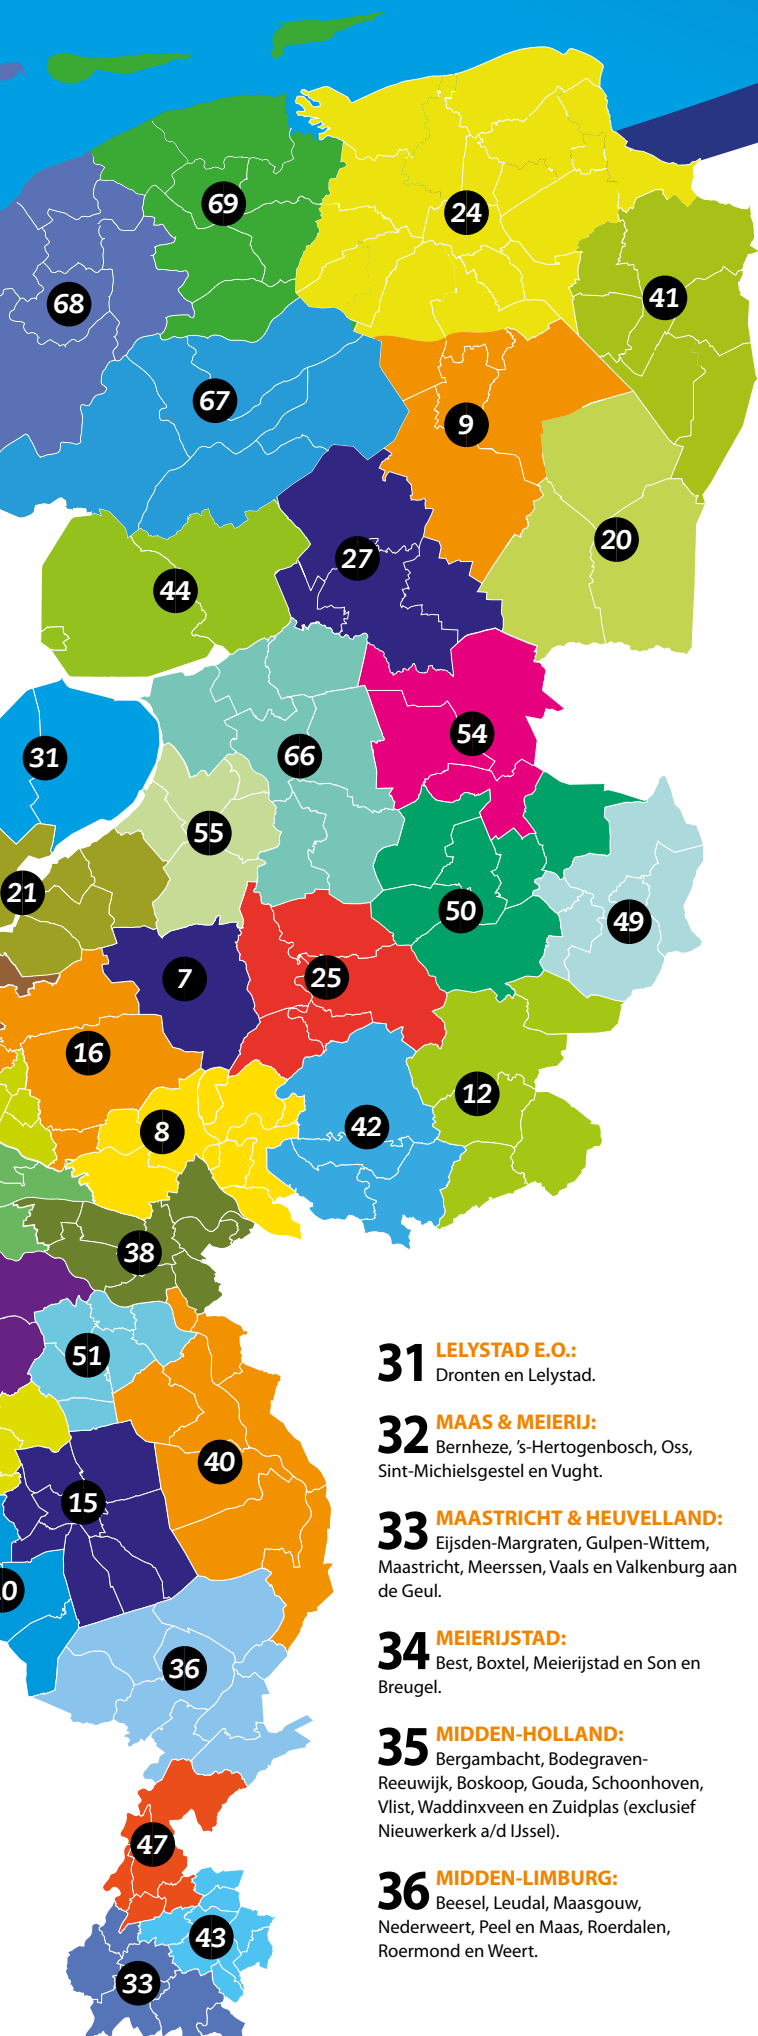 69
24
68
41
67
9
20
27
44
54
31
66
55
21
50
49
7
25
16
12
8
42
38
51
40
15
0
36
47
43
33
31 LELYSTAD E.O.:
Dronten en Lelystad.
32 MAAS & MEIERIJ:
Bernheze, 's-Hertogenbosch, Oss,
Sint-Michielsgestel en Vught.
33 MAASTRICHT & HEUVELLAND:
Eijsden-Margraten, Gulpen-Wittem,
Maastricht, Meerssen, Vaals en Valkenburg aan
de Geul.
34 MEIERIJSTAD:
Best, Boxtel, Meierijstad en Son en
Breugel.
35 MIDDEN-HOLLAND:
Bergambacht, Bodegraven-
Reeuwijk, Boskoop, Gouda, Schoonhoven,
Vlist, Waddinxveen en Zuidplas (exclusief
Nieuwerkerk a/d IJssel).
36 MIDDEN-LIMBURG:
Beesel, Leudal, Maasgouw,
Nederweert, Peel en Maas, Roerdalen,
Roermond en Weert.